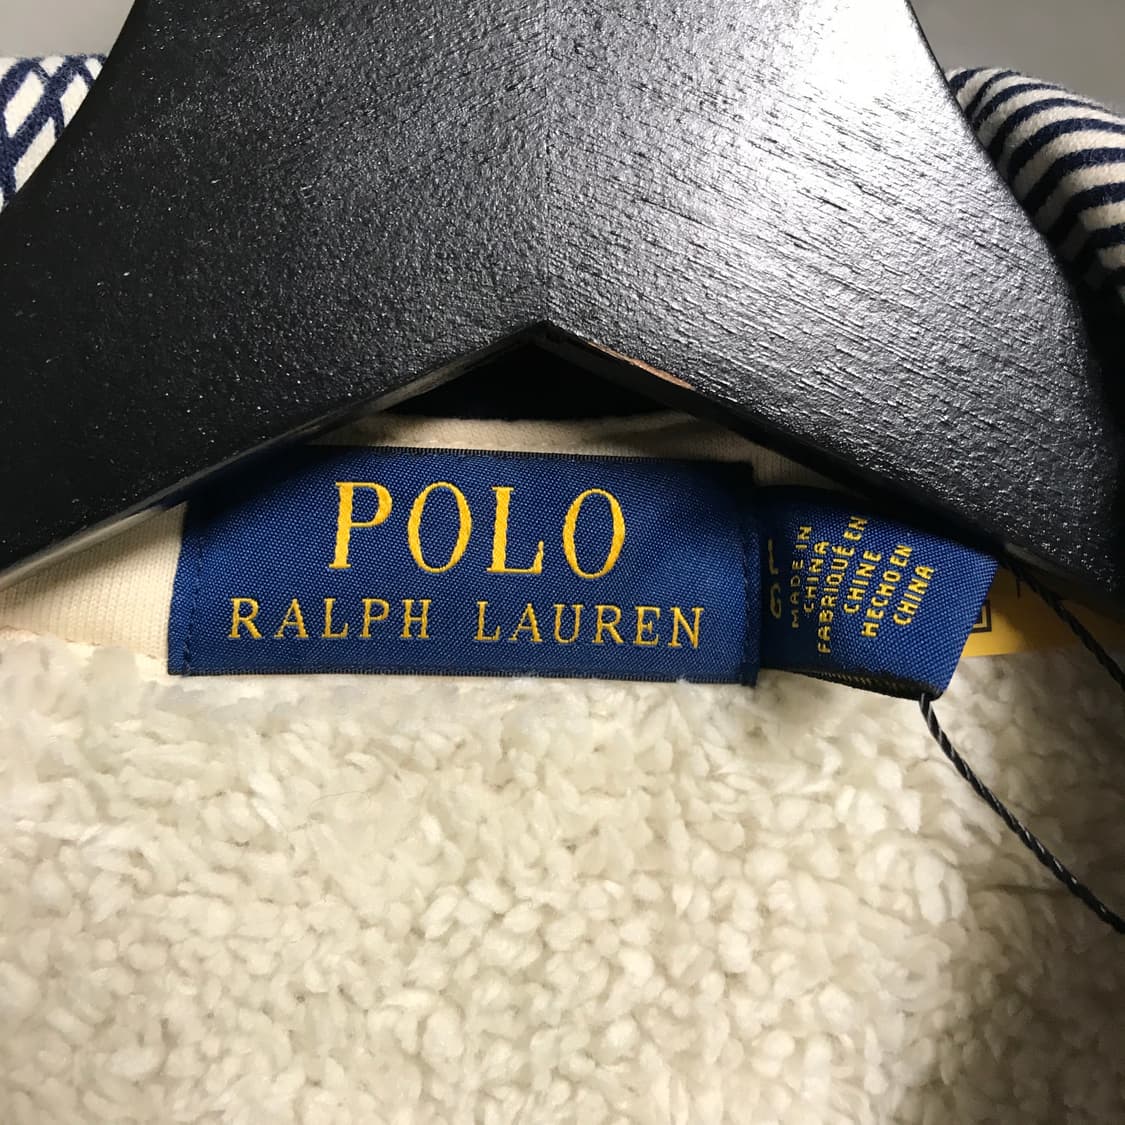 POLO
RALPH LAUREN
MADE IN
CHINA
FABRIQUÉ EN
CHINE
HECHO EN
CHINA